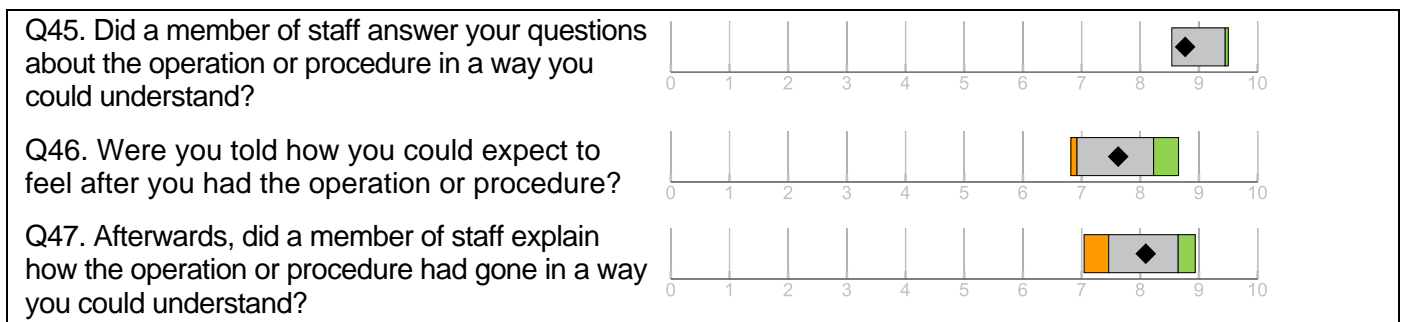 Q45. Did a member of staff answer your questions
about the operation or procedure in a way you
could understand?
0 1 2 3 4 5 6 7 8 9 10
Q46. Were you told how you could expect to
feel after you had the operation or procedure?
0 1 2 3 4 5 6 7 8 9 10
Q47. Afterwards, did a member of staff explain
how the operation or procedure had gone in a way
you could understand?
0 1 2 3 4 5 6 7 8 9 10